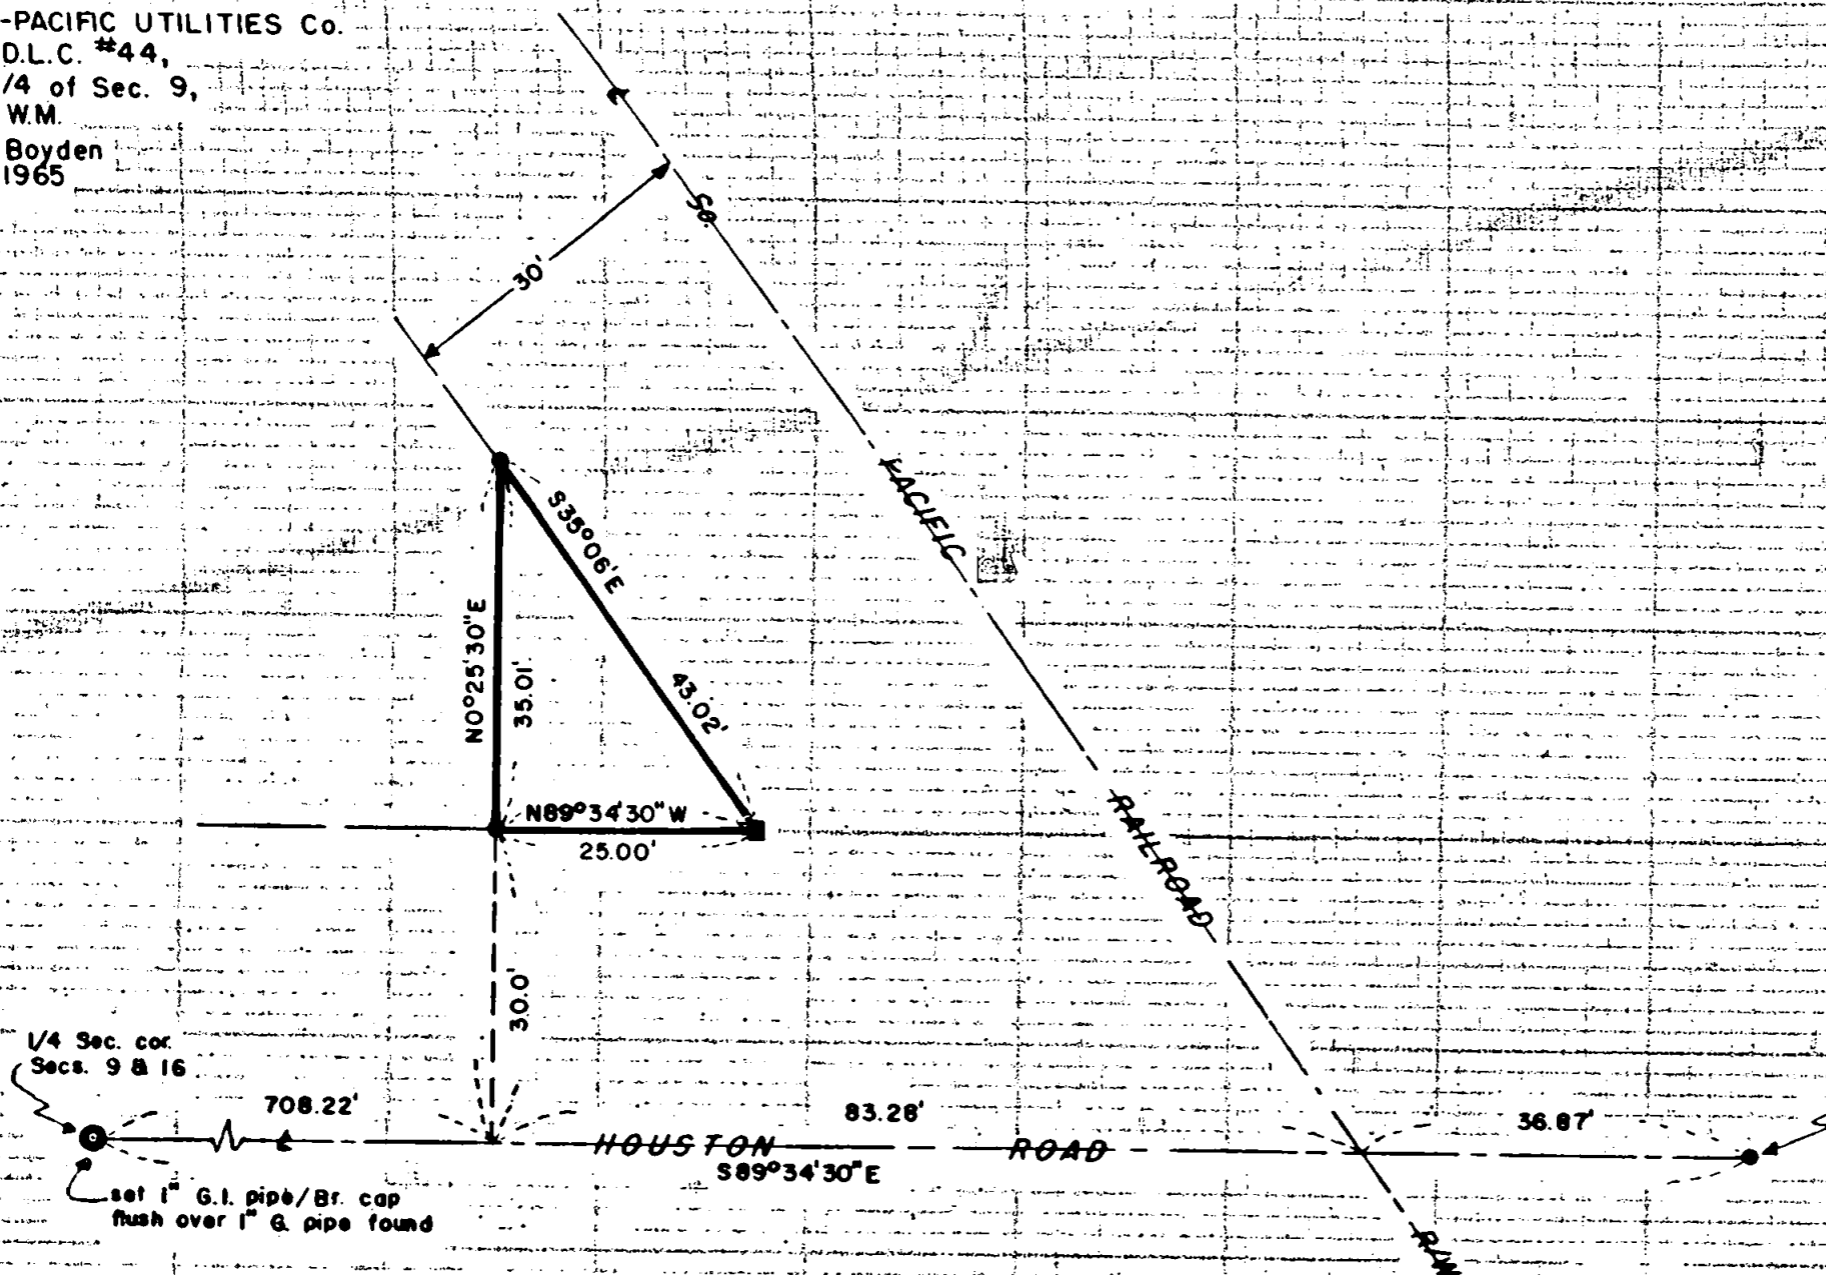 -PACIFIC UTILITIES Co.
D.L.C. #44,
/4 of Sec. 9,
W.M.
Boyden
1965
30'
SO.
PACIFIC
RAILROAD
R/W
S35°06'E
43.02'
N0°25'30"E
35.01'
N89°34'30"W
25.00'
30.0'
1/4 Sec. cor.
Secs. 9 & 16
708.22'
83.28'
36.87'
HOUSTON ROAD
S89°34'30"E
set 1" G.I. pipe/Br. cap
flush over 1" G. pipe found